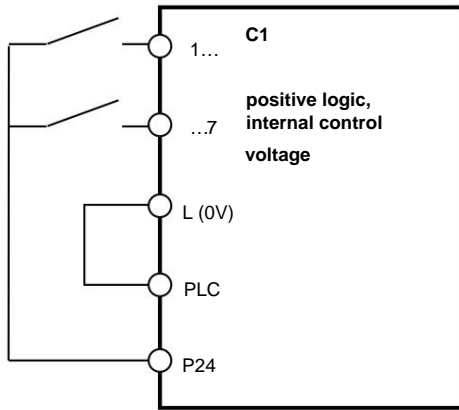 C1
1…
positive logic,
internal control
voltage
…7
L (0V)
PLC
P24